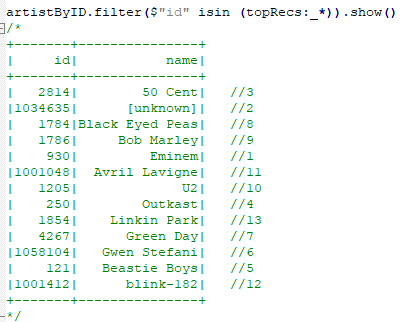 artistByID.filter($"id" isin (topRecs:_*)).show()
/*
+-------+----------------+
|     id|            name|
+-------+----------------+
|   2814|         50 Cent|   //3
|1034635|       [unknown]|   //2
|   1784|Black Eyed Peas|   //8
|   1786|      Bob Marley|   //9
|    930|          Eminem|   //1
|1001048|   Avril Lavigne|   //11
|   1205|              U2|   //10
|    250|         Outkast|   //4
|   1854|     Linkin Park|   //13
|   4267|       Green Day|   //7
|1058104|    Gwen Stefani|   //6
|    121|    Beastie Boys|   //5
|1001412|       blink-182|   //12
+-------+----------------+
*/